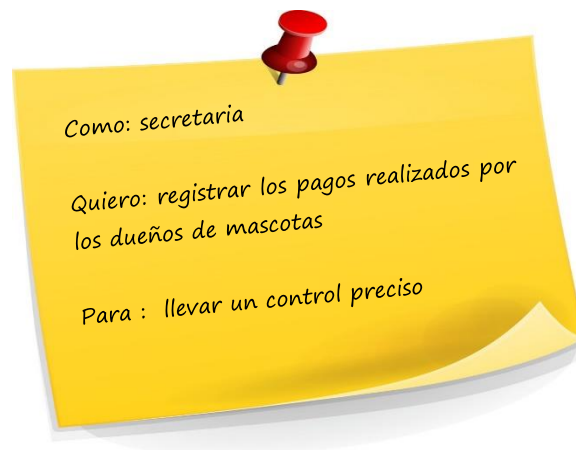 Como: secretaria
Quiero: registrar los pagos realizados por
los dueños de mascotas
Para : llevar un control preciso